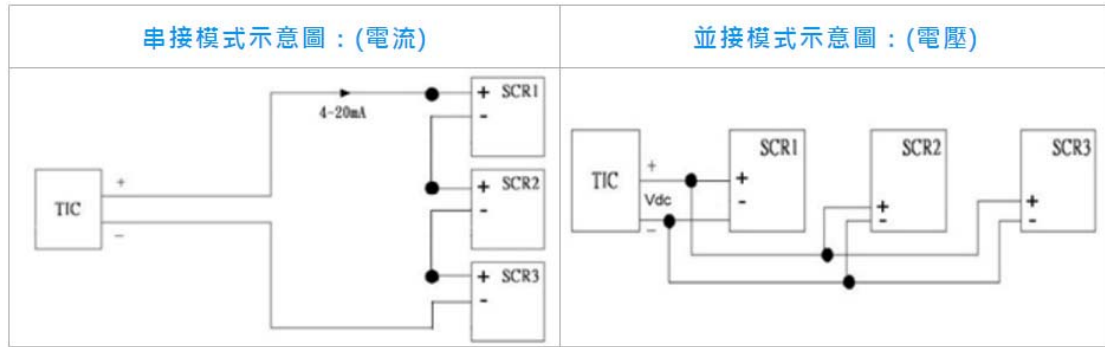 串接模式示意圖：(電流)
並接模式示意圖：(電壓)
TIC
+
-
4-20mA
+ SCR1
-
+ SCR2
-
+ SCR3
-
TIC
+
Vdc
-
SCR1
+
-
SCR2
+
-
SCR3
+
-